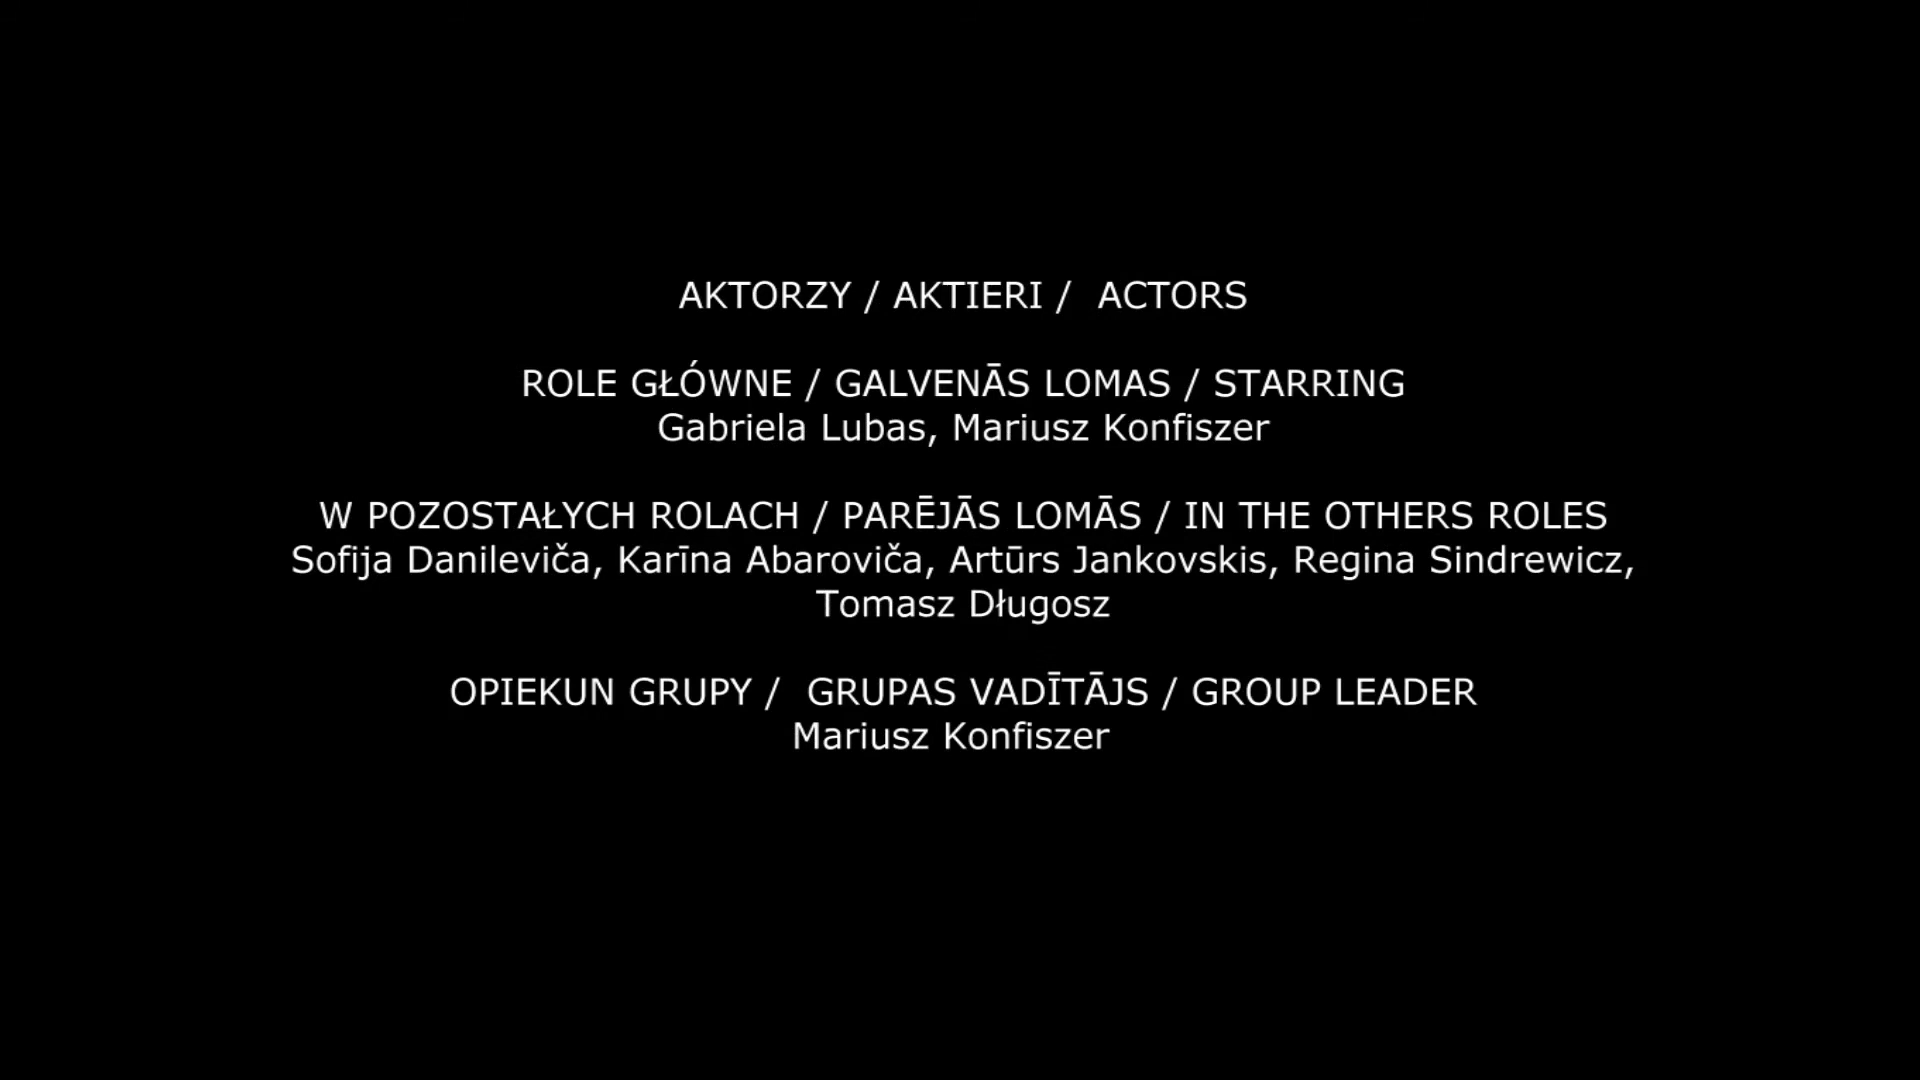 AKTORZY / AKTIERI /  ACTORS
ROLE GŁÓWNE / GALVENĀS LOMAS / STARRING
Gabriela Lubas, Mariusz Konfiszer
W POZOSTAŁYCH ROLACH / PARĒJĀS LOMĀS / IN THE OTHERS ROLES
Sofija Danileviča, Karīna Abaroviča, Artūrs Jankovskis, Regina Sindrewicz,
Tomasz Długosz
OPIEKUN GRUPY /  GRUPAS VADĪTĀJS / GROUP LEADER
Mariusz Konfiszer